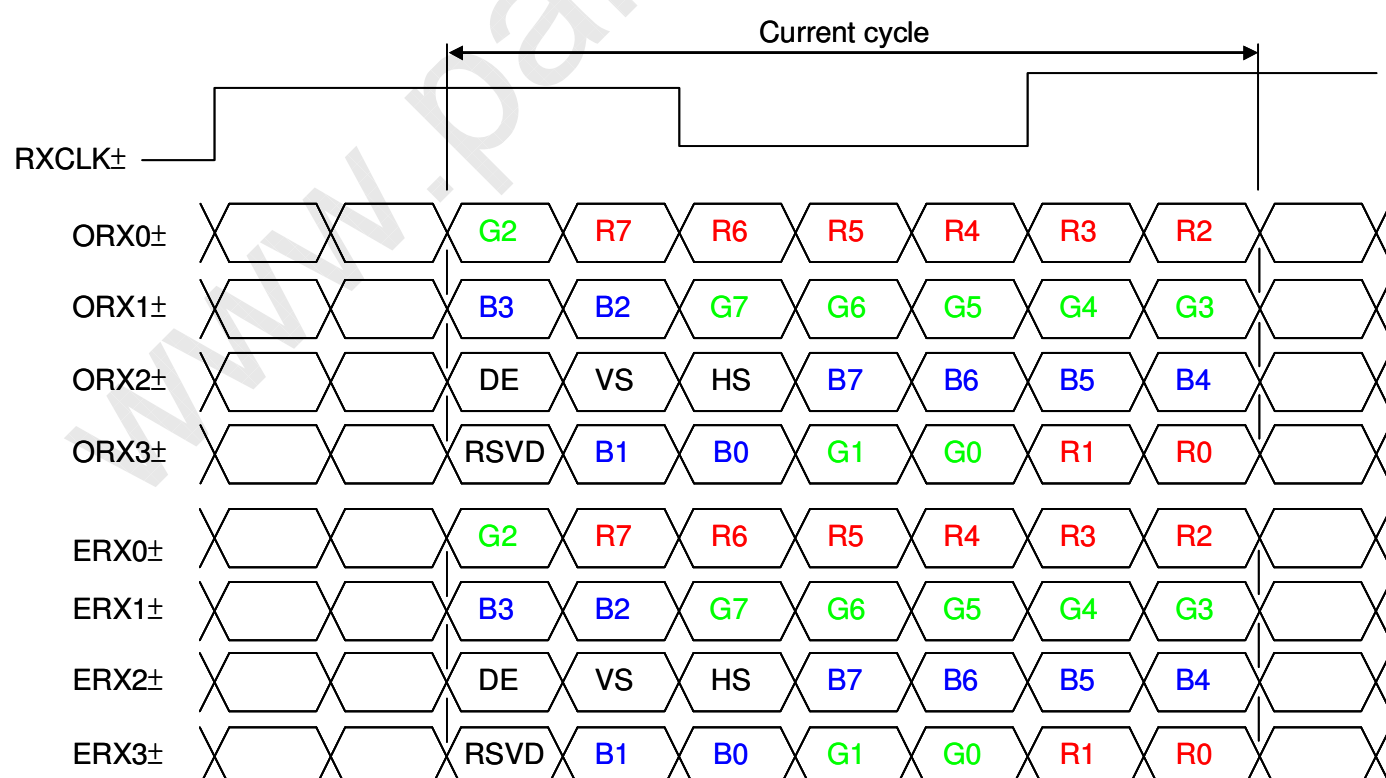 Current cycle
RXCLK±
ORX0± G2 R7 R6 R5 R4 R3 R2
ORX1± B3 B2 G7 G6 G5 G4 G3
ORX2± DE VS HS B7 B6 B5 B4
ORX3± RSVD B1 B0 G1 G0 R1 R0
ERX0± G2 R7 R6 R5 R4 R3 R2
ERX1± B3 B2 G7 G6 G5 G4 G3
ERX2± DE VS HS B7 B6 B5 B4
ERX3± RSVD B1 B0 G1 G0 R1 R0
www.pa